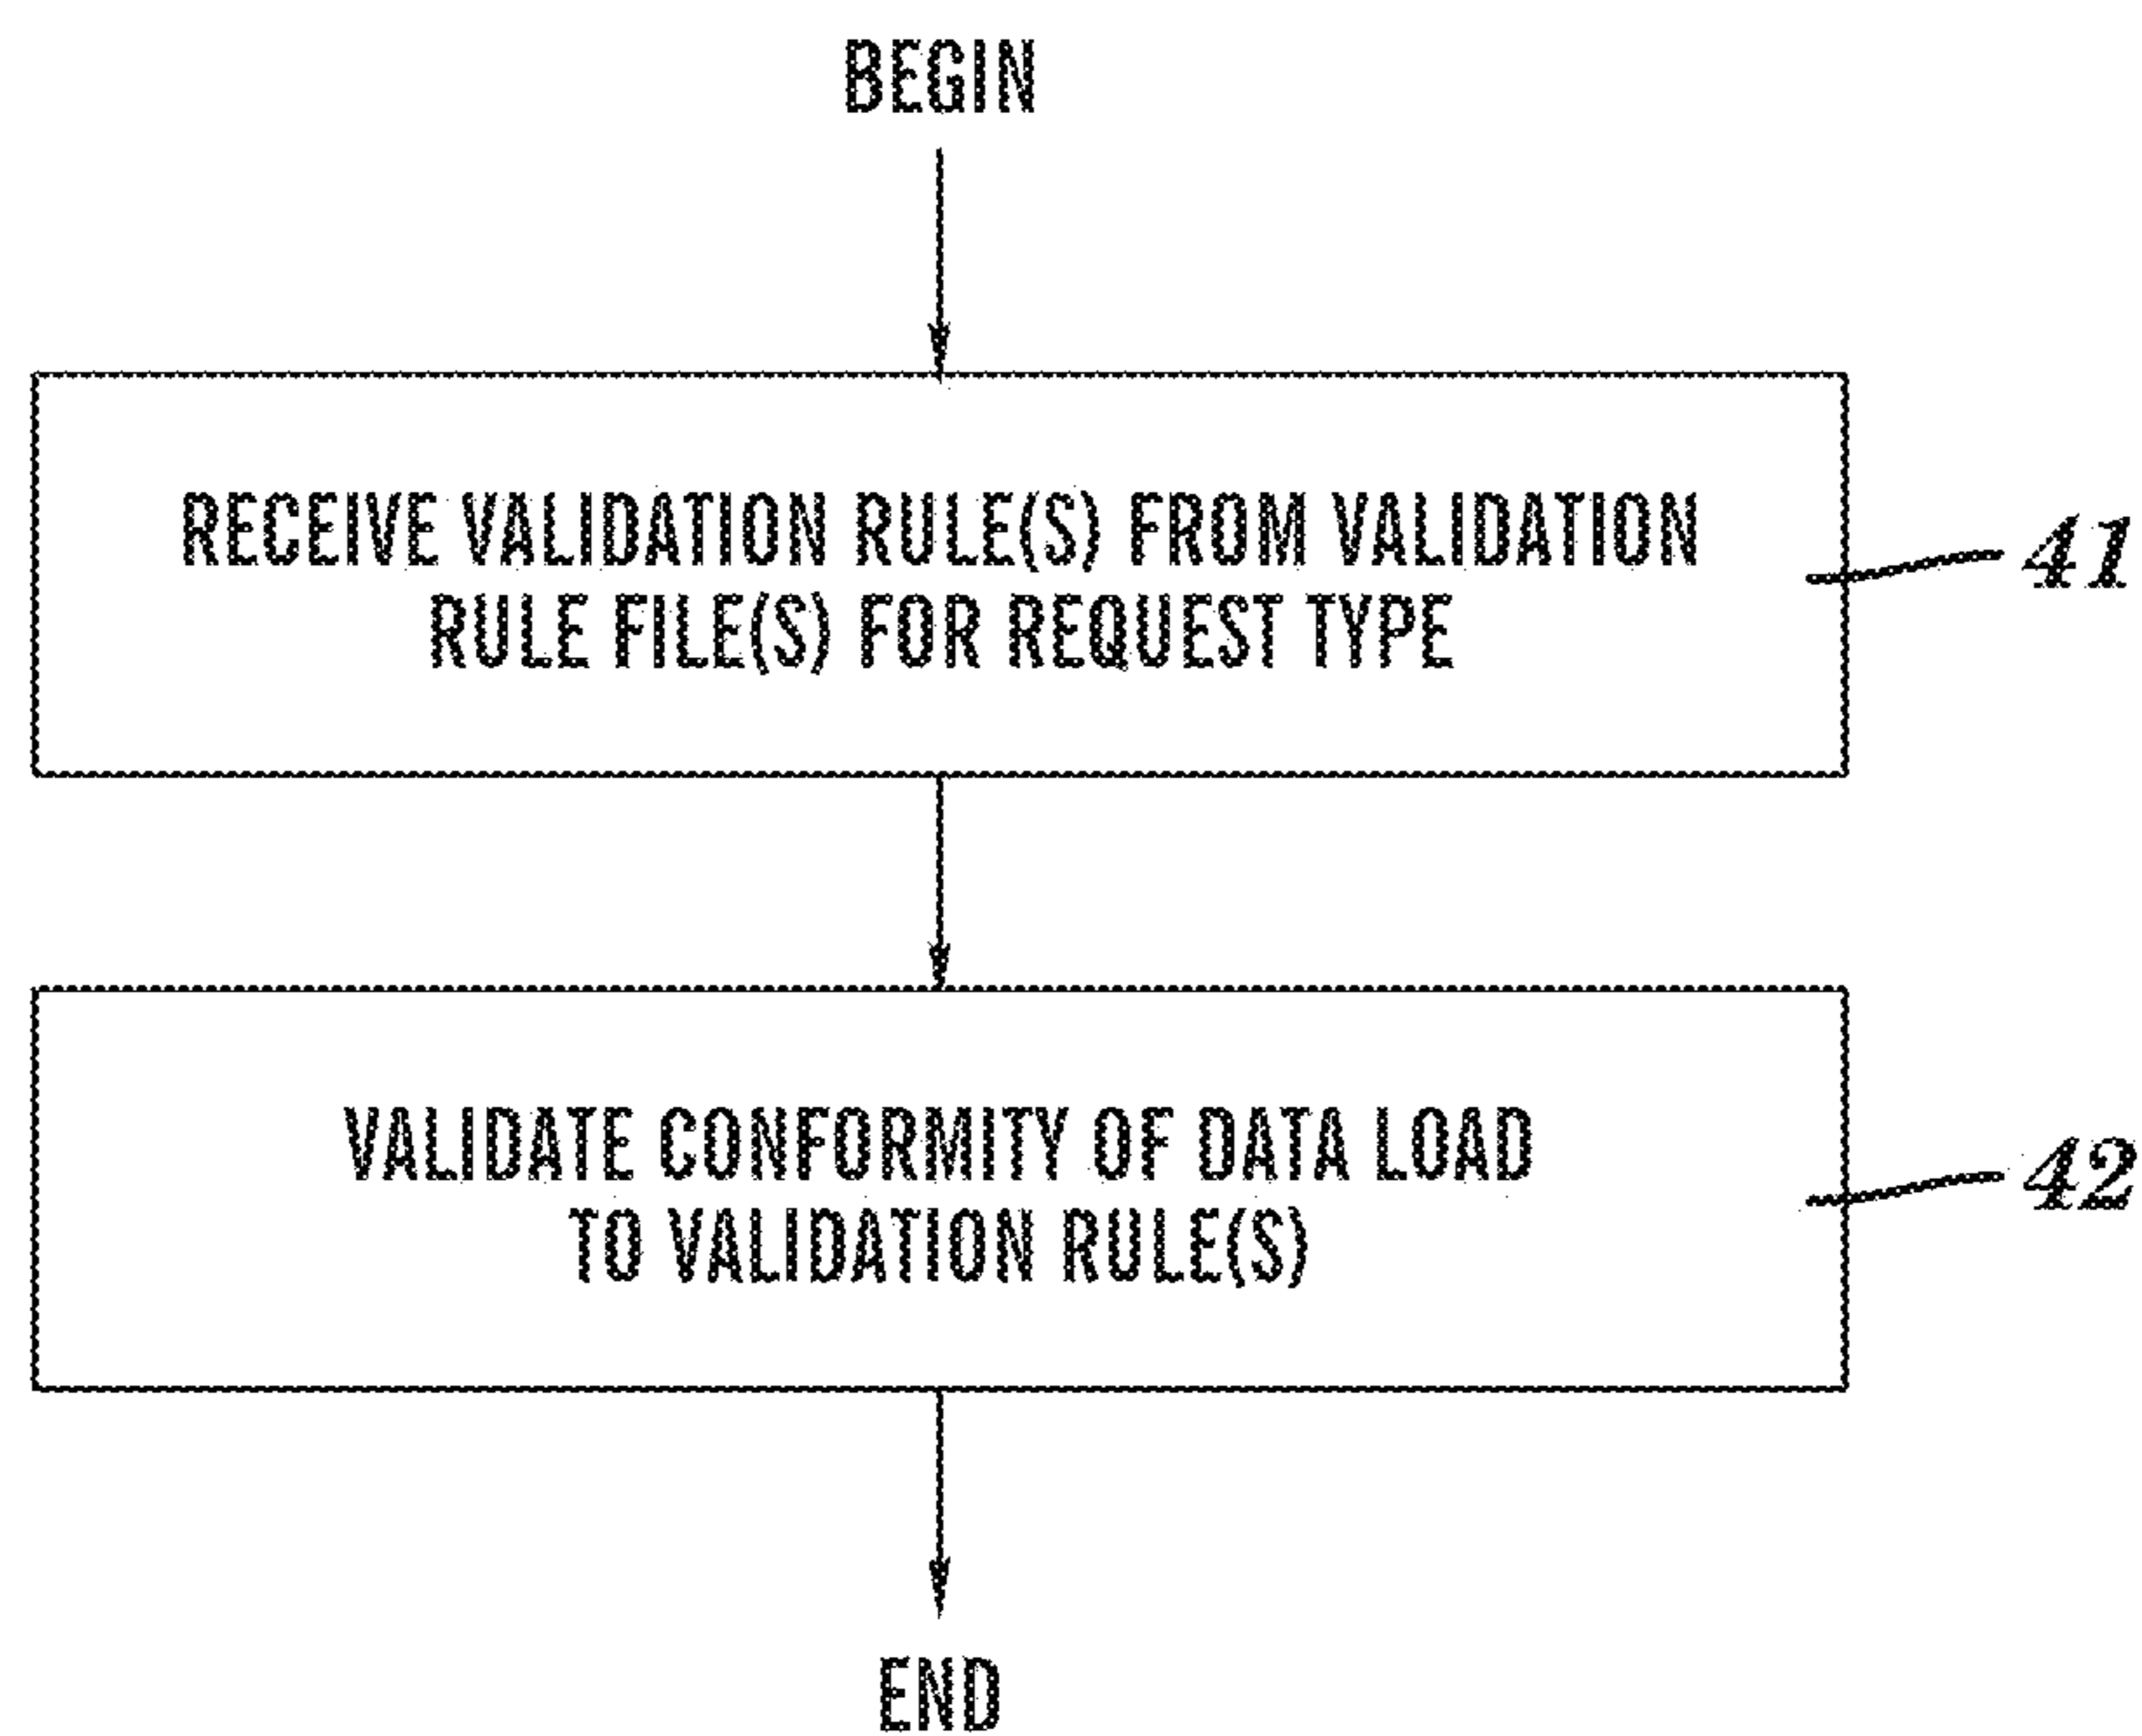 BEGIN
RECEIVE VALIDATION RULE(S) FROM VALIDATION
RULE FILE(S) FOR REQUEST TYPE
41
VALIDATE CONFORMITY OF DATA LOAD
TO VALIDATION RULE(S)
42
END